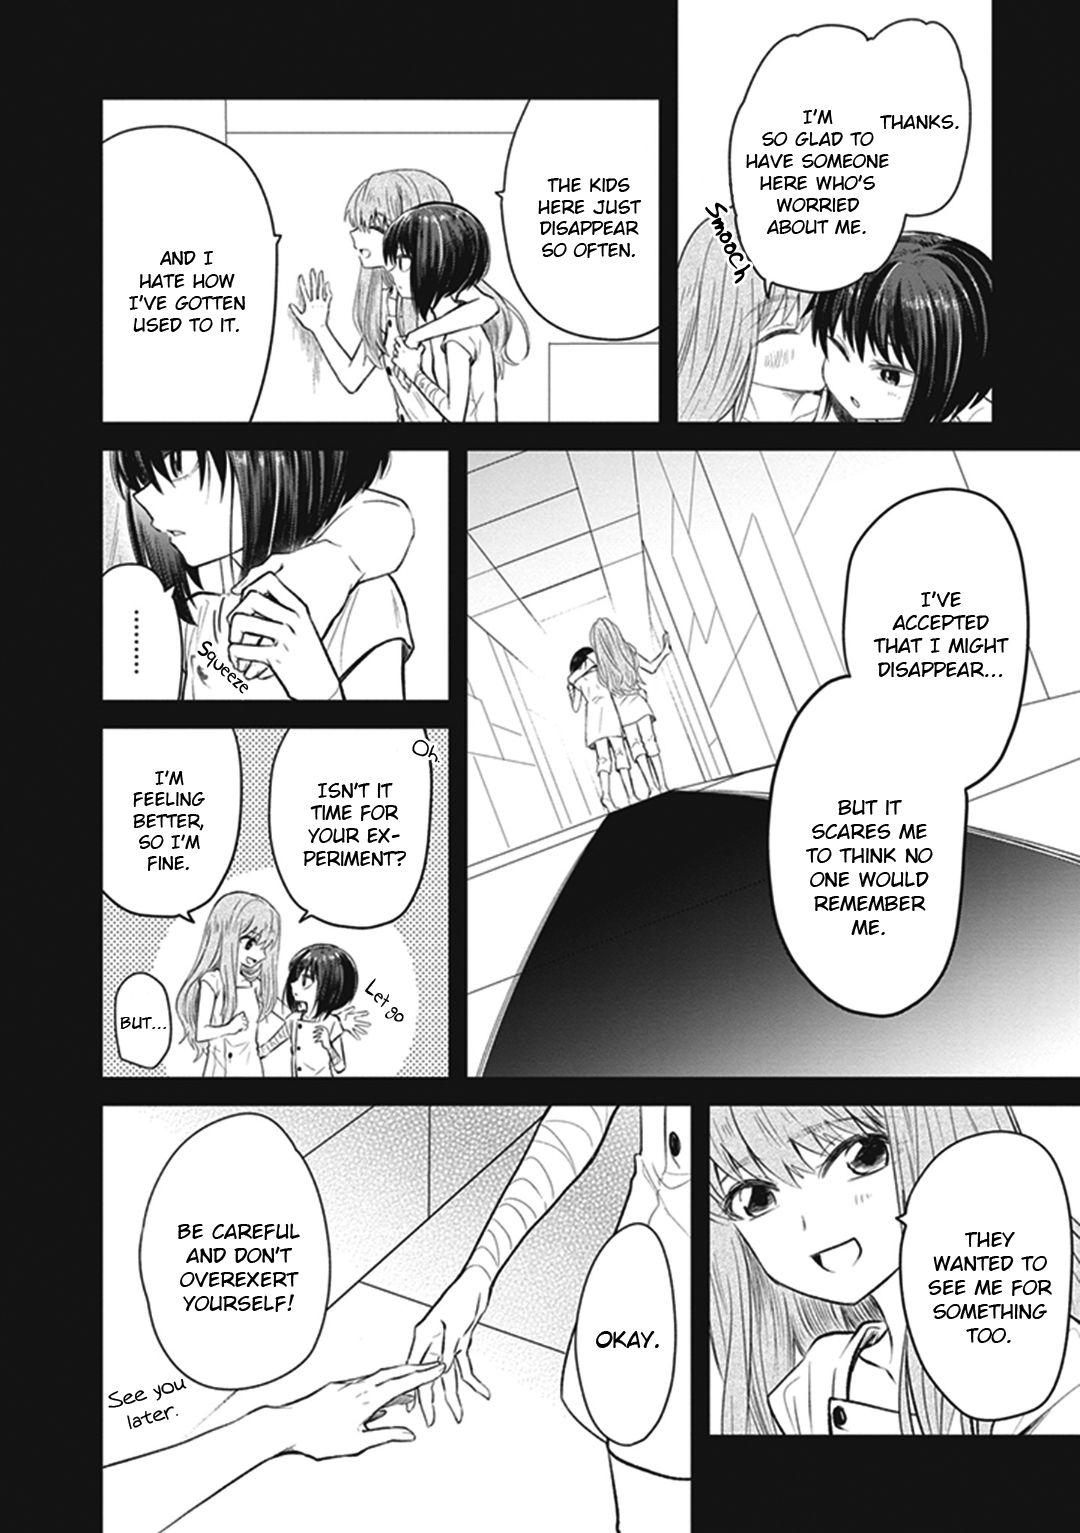 THANKS.
I'M
SO GLAD TO
HAVE SOMEONE
HERE WHO'S
WORRIED
ABOUT ME.
Smooch
THE KIDS
HERE JUST
DISAPPEAR
SO OFTEN.
AND I
HATE HOW
I'VE GOTTEN
USED TO IT.
I'VE
ACCEPTED
THAT I MIGHT
DISAPPEAR...
BUT IT
SCARES ME
TO THINK NO
ONE WOULD
REMEMBER
ME.
.........
Squeeze
Oh.
ISN'T IT
TIME FOR
YOUR EX-
PERIMENT?
I'M
FEELING
BETTER,
SO I'M
FINE.
Let go
BUT...
THEY
WANTED TO
SEE ME FOR
SOMETHING
TOO.
OKAY.
BE CAREFUL
AND DON'T
OVEREXERT
YOURSELF!
See you
later.